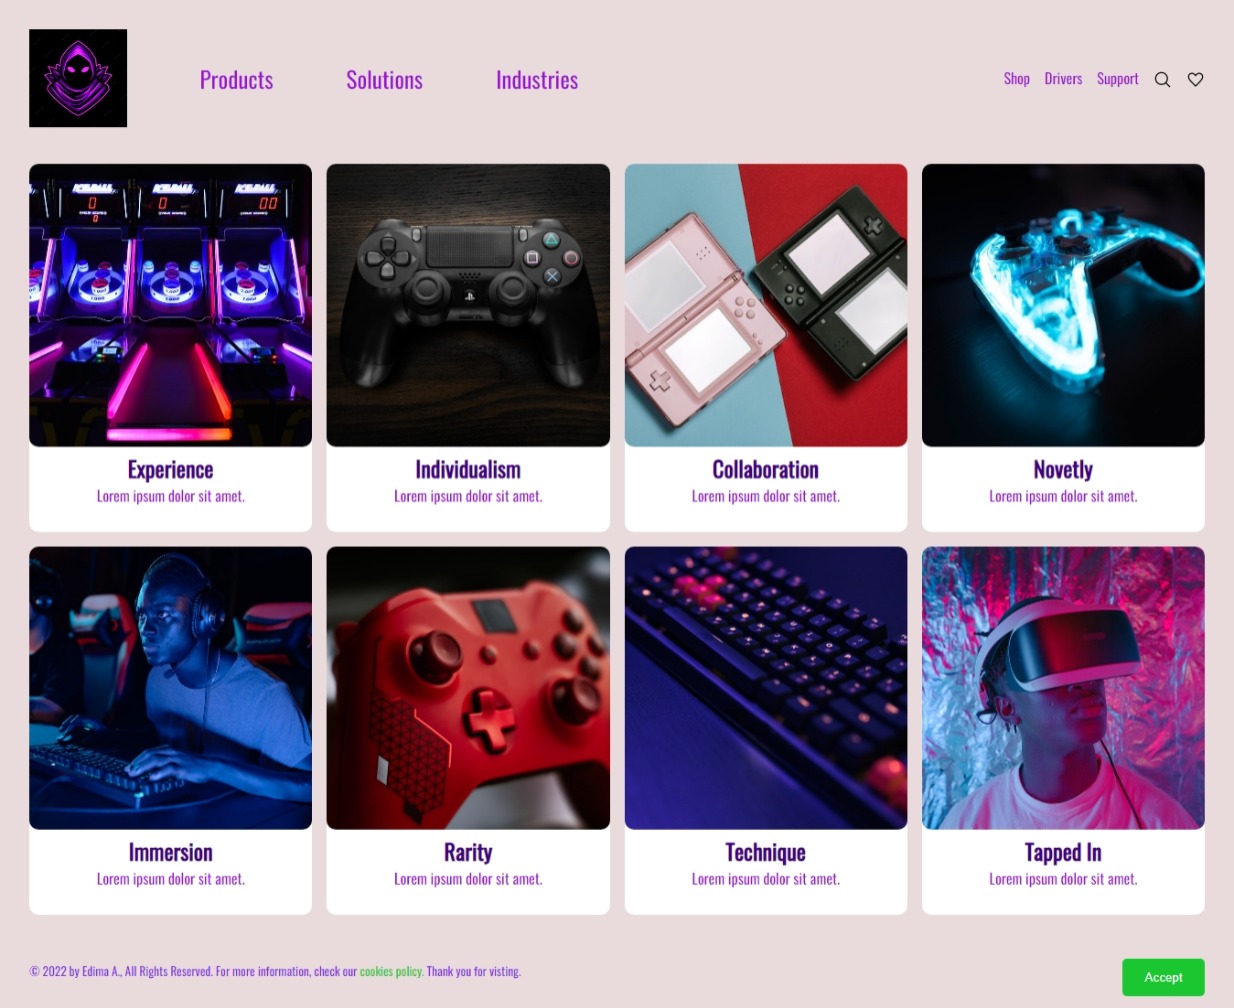 Products Solutions Industries Shop Drivers Support
Experience
Lorem ipsum dolor sit amet.
Individualism
Lorem ipsum dolor sit amet.
Collaboration
Lorem ipsum dolor sit amet.
Novetly
Lorem ipsum dolor sit amet.
Immersion
Lorem ipsum dolor sit amet.
Rarity
Lorem ipsum dolor sit amet.
Technique
Lorem ipsum dolor sit amet.
Tapped In
Lorem ipsum dolor sit amet.
© 2022 by Edima A., All Rights Reserved. For more information, check our cookies policy. Thank you for visting.
Accept